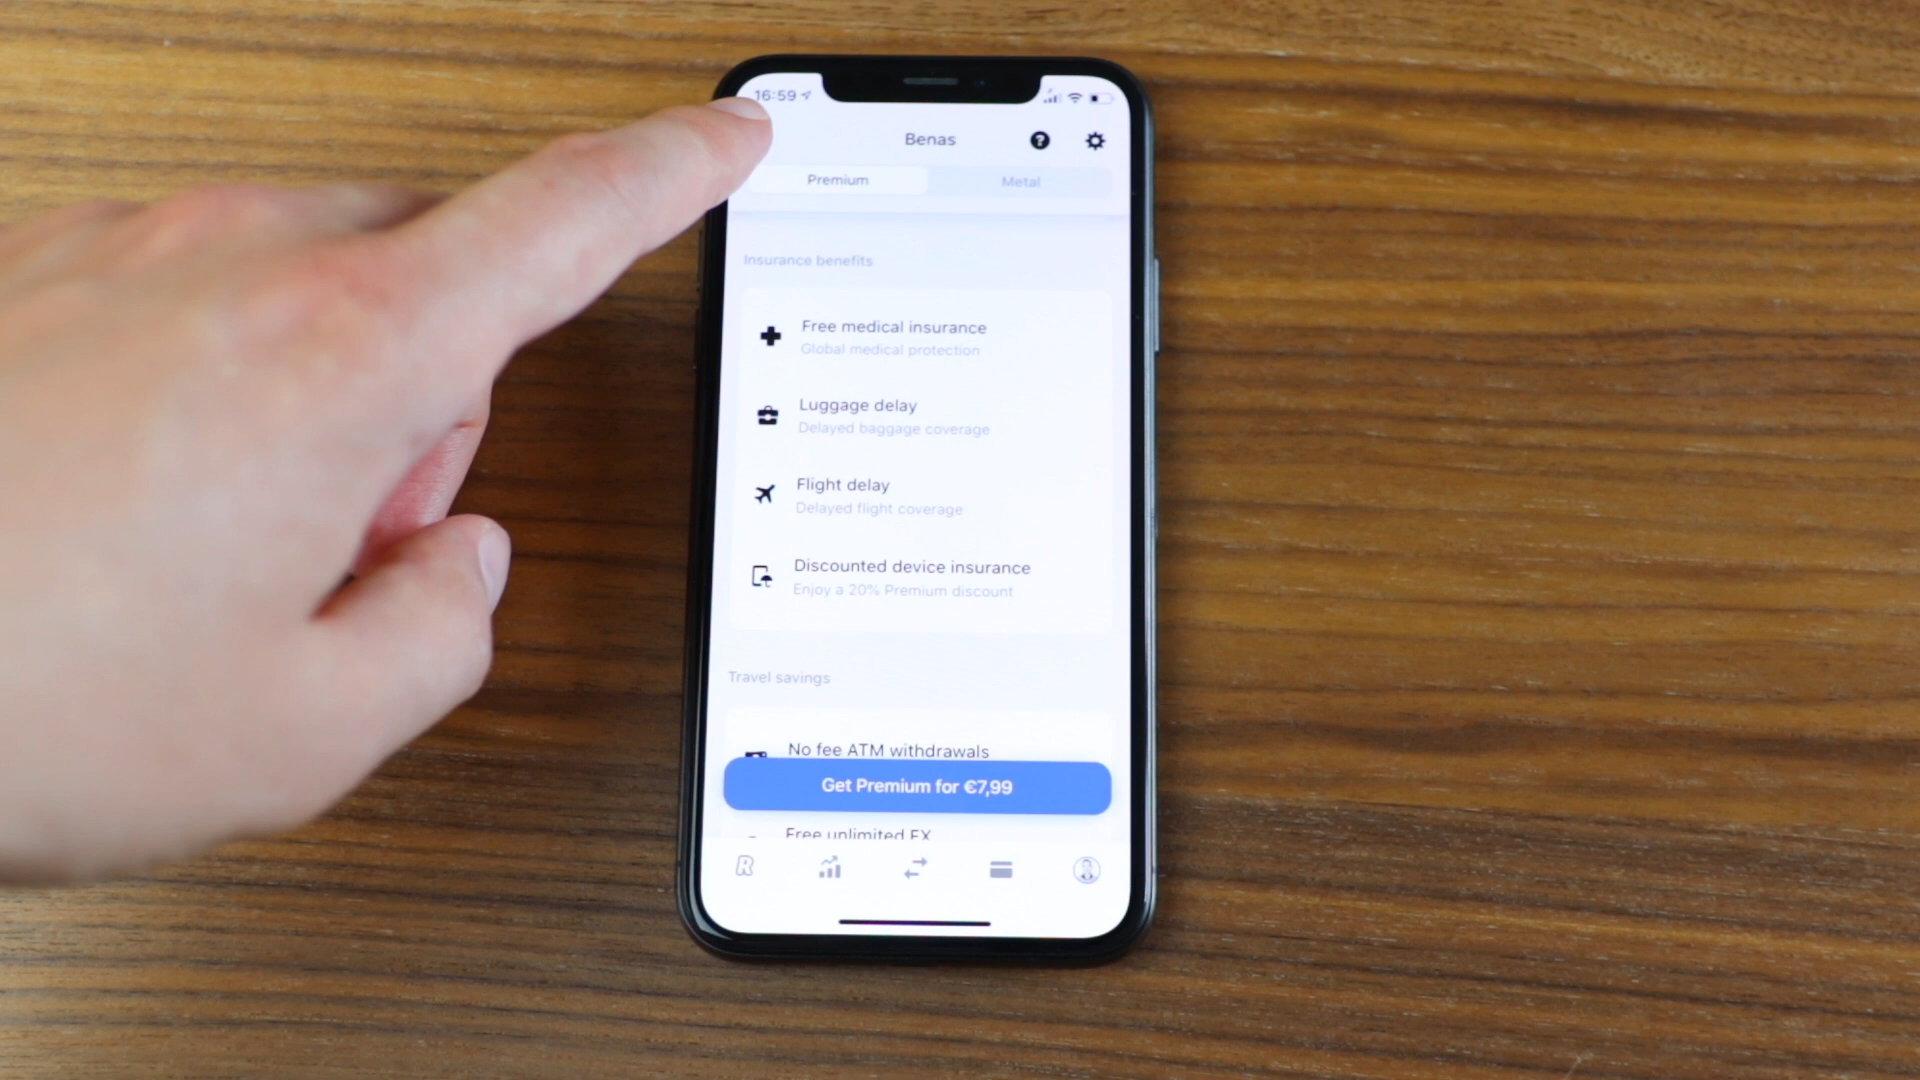 16:59
Benas
Premium Metal
Insurance benefits
Free medical insurance
Global medical protection
Luggage delay
Delayed baggage coverage
Flight delay
Delayed flight coverage
Discounted device insurance
Enjoy a 20% Premium discount
Travel savings
No fee ATM withdrawals
Get Premium for €7,99
Free unlimited FX
R